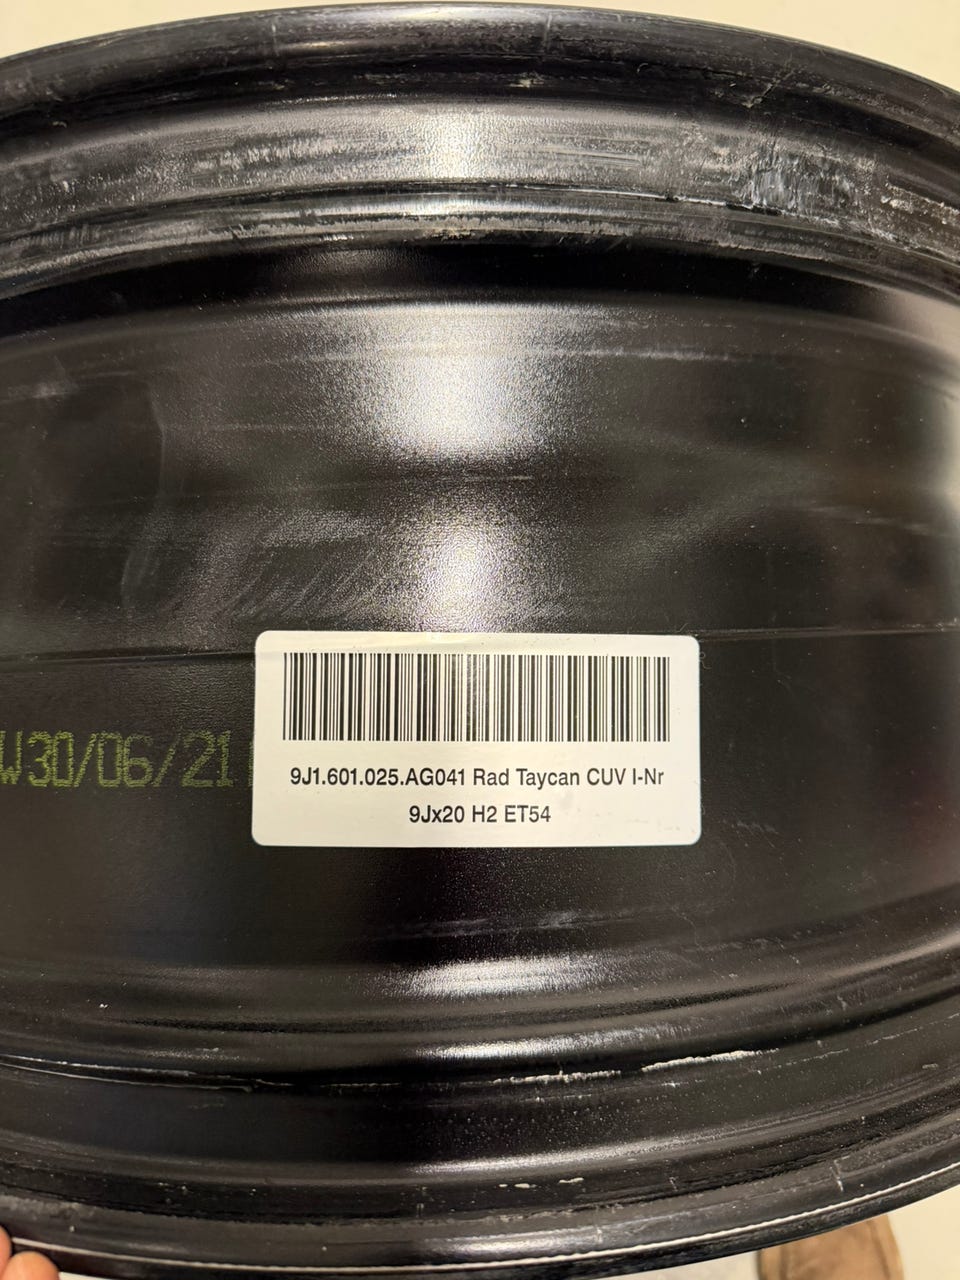 W30/06/21
9J1.601.025.AG041 Rad Taycan CUV I-Nr
9Jx20 H2 ET54